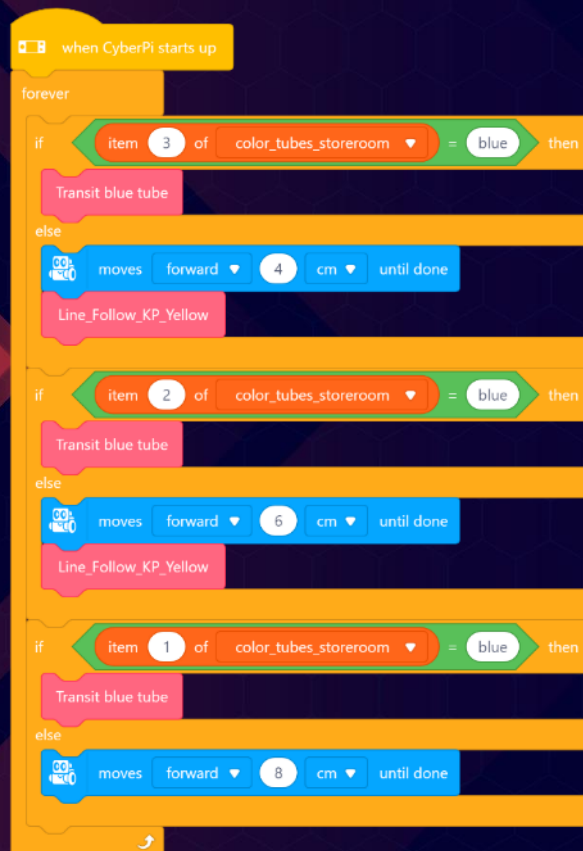 when CyberPi starts up
forever
if item 3 of color_tubes_storeroom = blue then
Transit blue tube
else
moves forward 4 cm until done
Line_Follow_KP_Yellow
if item 2 of color_tubes_storeroom = blue then
Transit blue tube
else
moves forward 6 cm until done
Line_Follow_KP_Yellow
if item 1 of color_tubes_storeroom = blue then
Transit blue tube
else
moves forward 8 cm until done